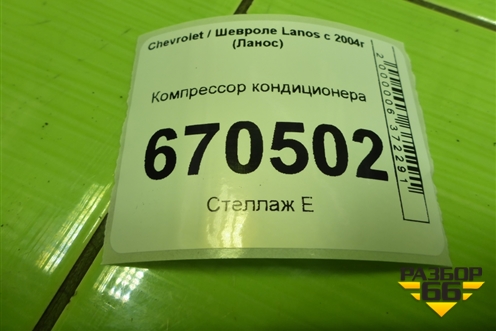 Chevrolet / Шевроле Lanos с 2004г
(Ланос)
Компрессор кондиционера
670502
Стеллаж Е
2000006372291
РАЗБОР
66